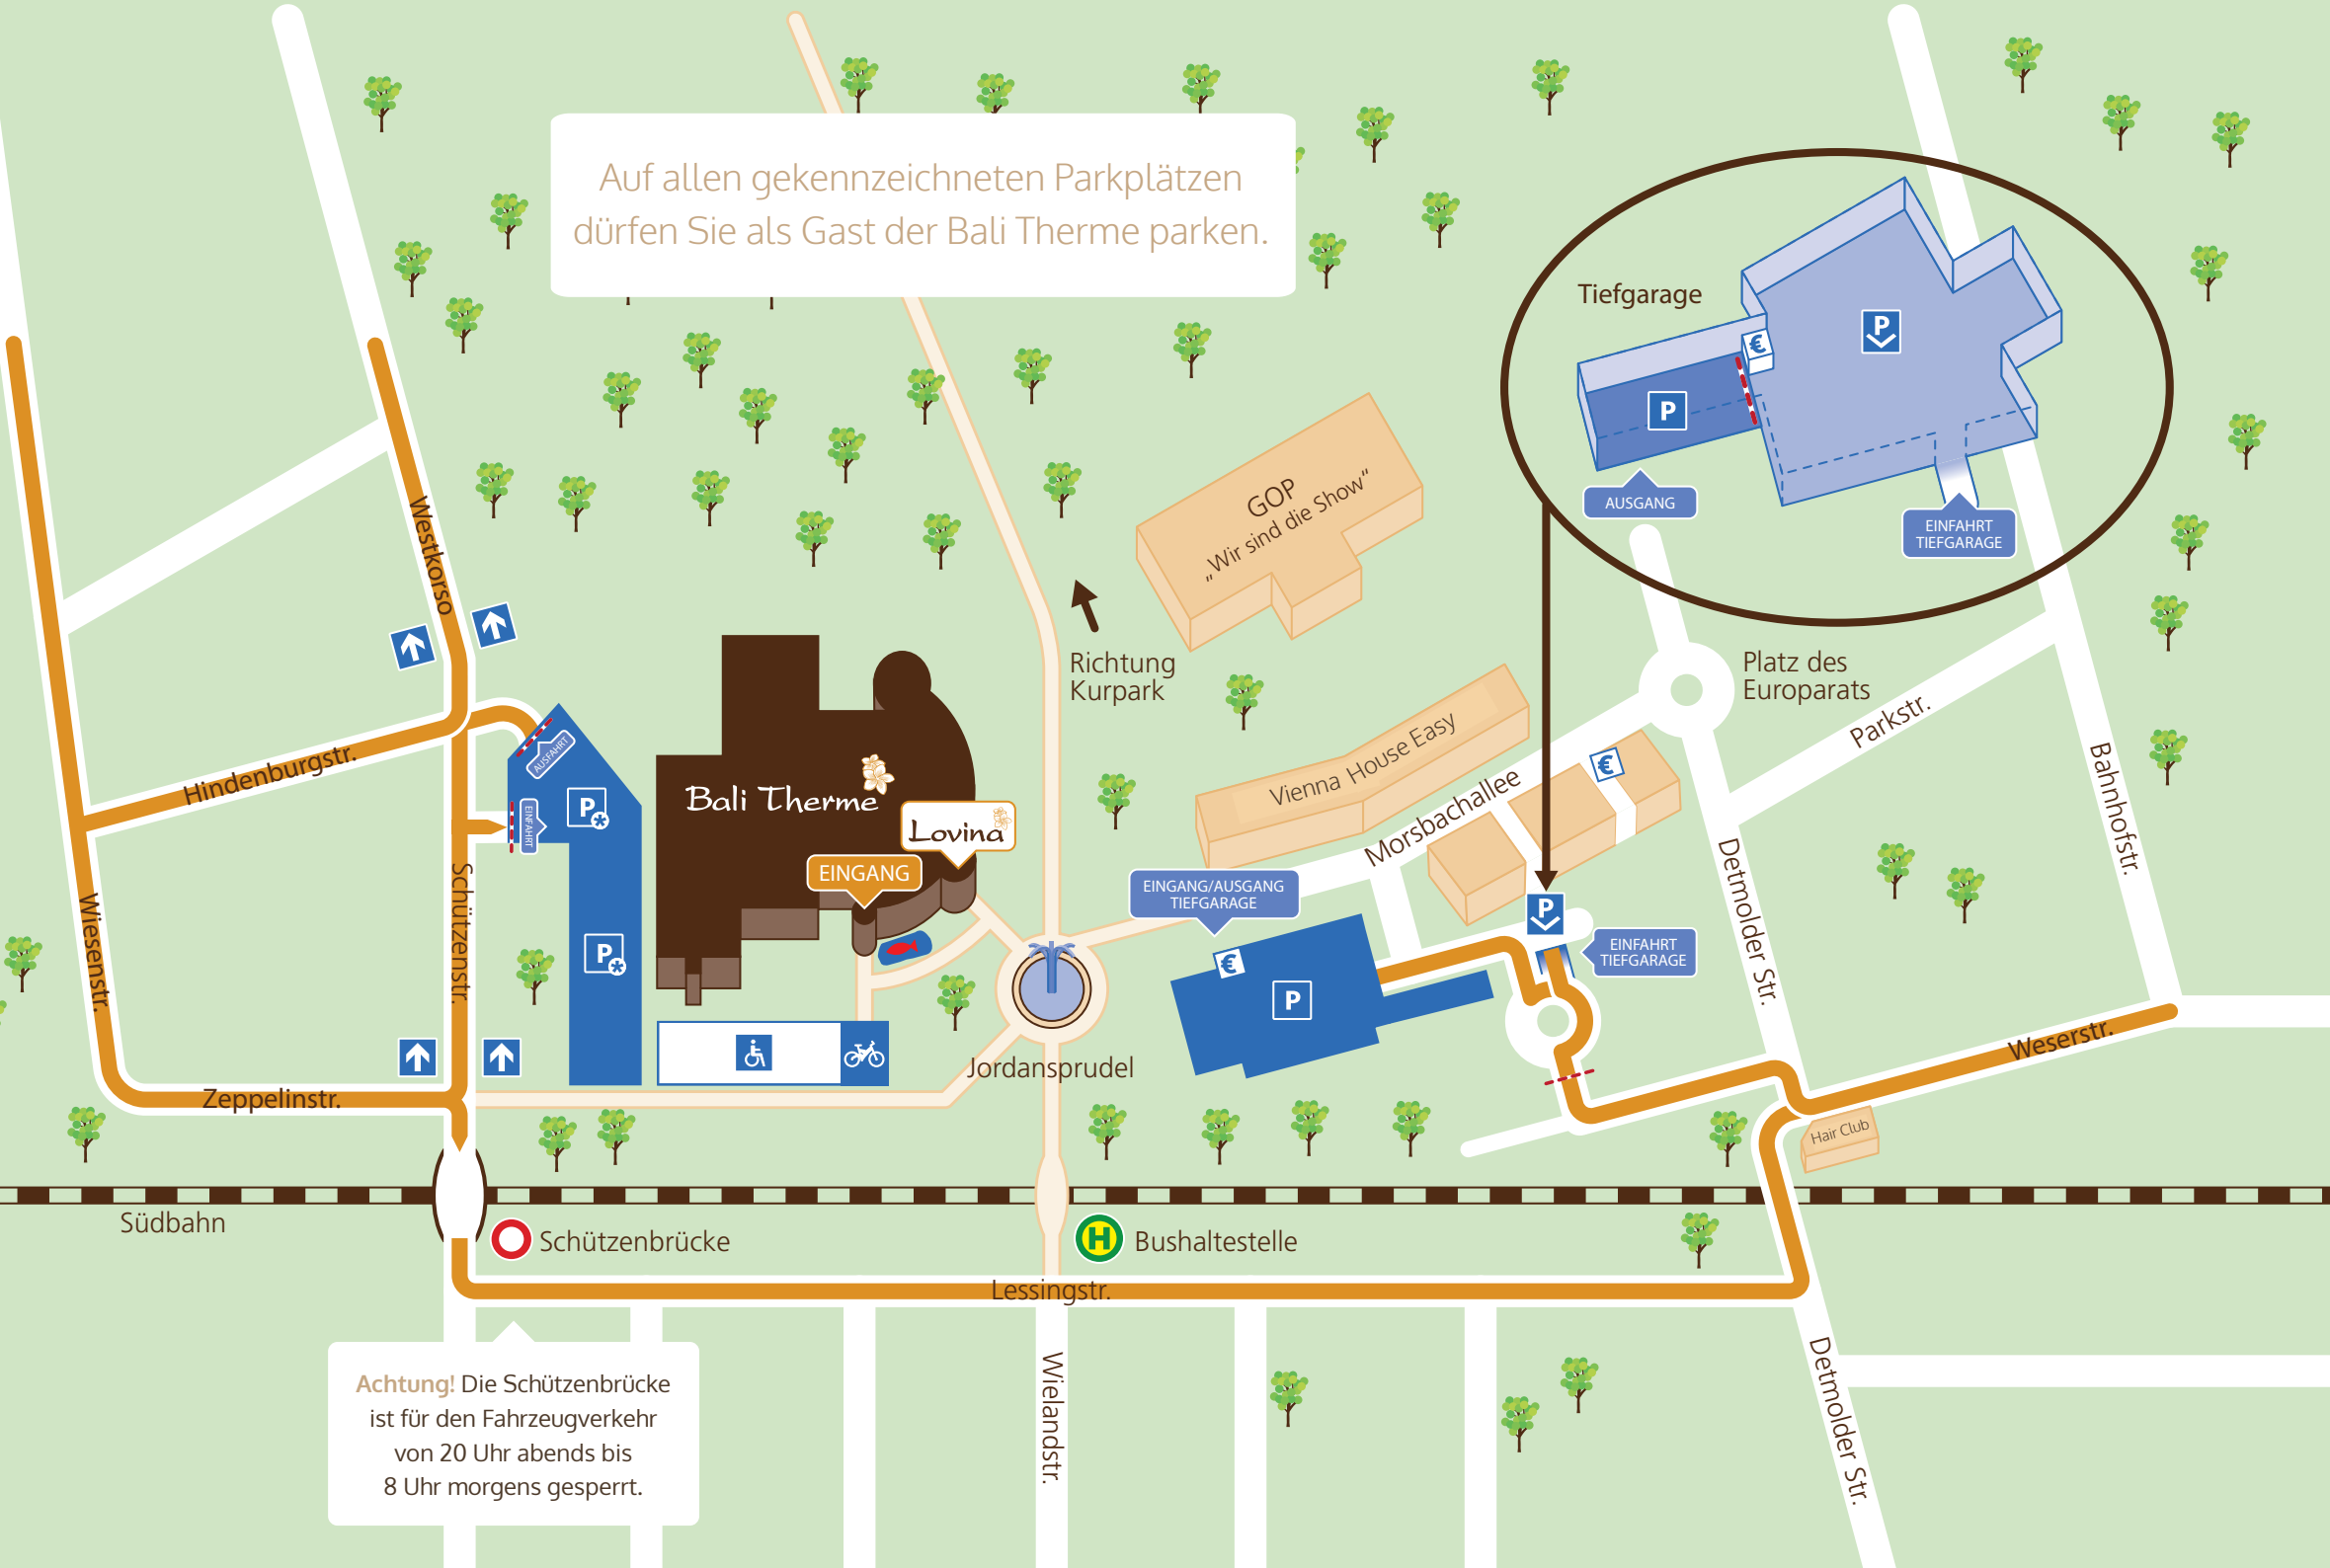 Auf allen gekennzeichneten Parkplätzen
dürfen Sie als Gast der Bali Therme parken.
Tiefgarage
€
P
P
AUSGANG
EINFAHRT
TIEFGARAGE
GOP
„Wir sind die Show“
Westkorso
Richtung
Kurpark
Platz des
Europarats
Parkstr.
Bahnhofstr.
Vienna House Easy
Morsbachallee
€
Hindenburgstr.
AUSFAHRT
EINFAHRT
P
P
Bali Therme
Lovina
EINGANG
EINGANG/AUSGANG
TIEFGARAGE
€
P
P
EINFAHRT
TIEFGARAGE
Detmolder Str.
Schützenstr.
Wiesenstr.
Weserstr.
Jordansprudel
Zeppelinstr.
Hair Club
Südbahn
Schützenbrücke
H
Bushaltestelle
Lessingstr.
Achtung! Die Schützenbrücke
ist für den Fahrzeugverkehr
von 20 Uhr abends bis
8 Uhr morgens gesperrt.
Wielandstr.
Detmolder Str.